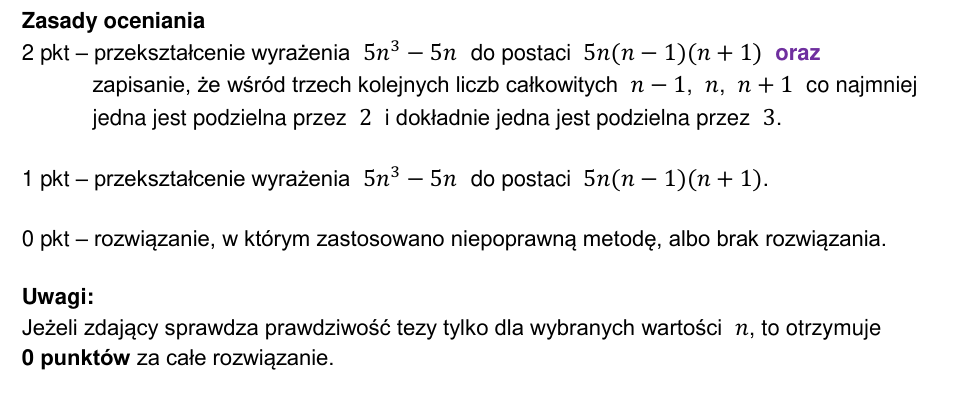 Zasady oceniania
2 pkt – przekształcenie wyrażenia 5n³ − 5n do postaci 5n(n − 1)(n + 1) oraz
zapisanie, że wśród trzech kolejnych liczb całkowitych n − 1, n, n + 1 co najmniej
jedna jest podzielna przez 2 i dokładnie jedna jest podzielna przez 3.
1 pkt – przekształcenie wyrażenia 5n³ − 5n do postaci 5n(n − 1)(n + 1).
0 pkt – rozwiązanie, w którym zastosowano niepoprawną metodę, albo brak rozwiązania.
Uwagi:
Jeżeli zdający sprawdza prawdziwość tezy tylko dla wybranych wartości n, to otrzymuje
0 punktów za całe rozwiązanie.